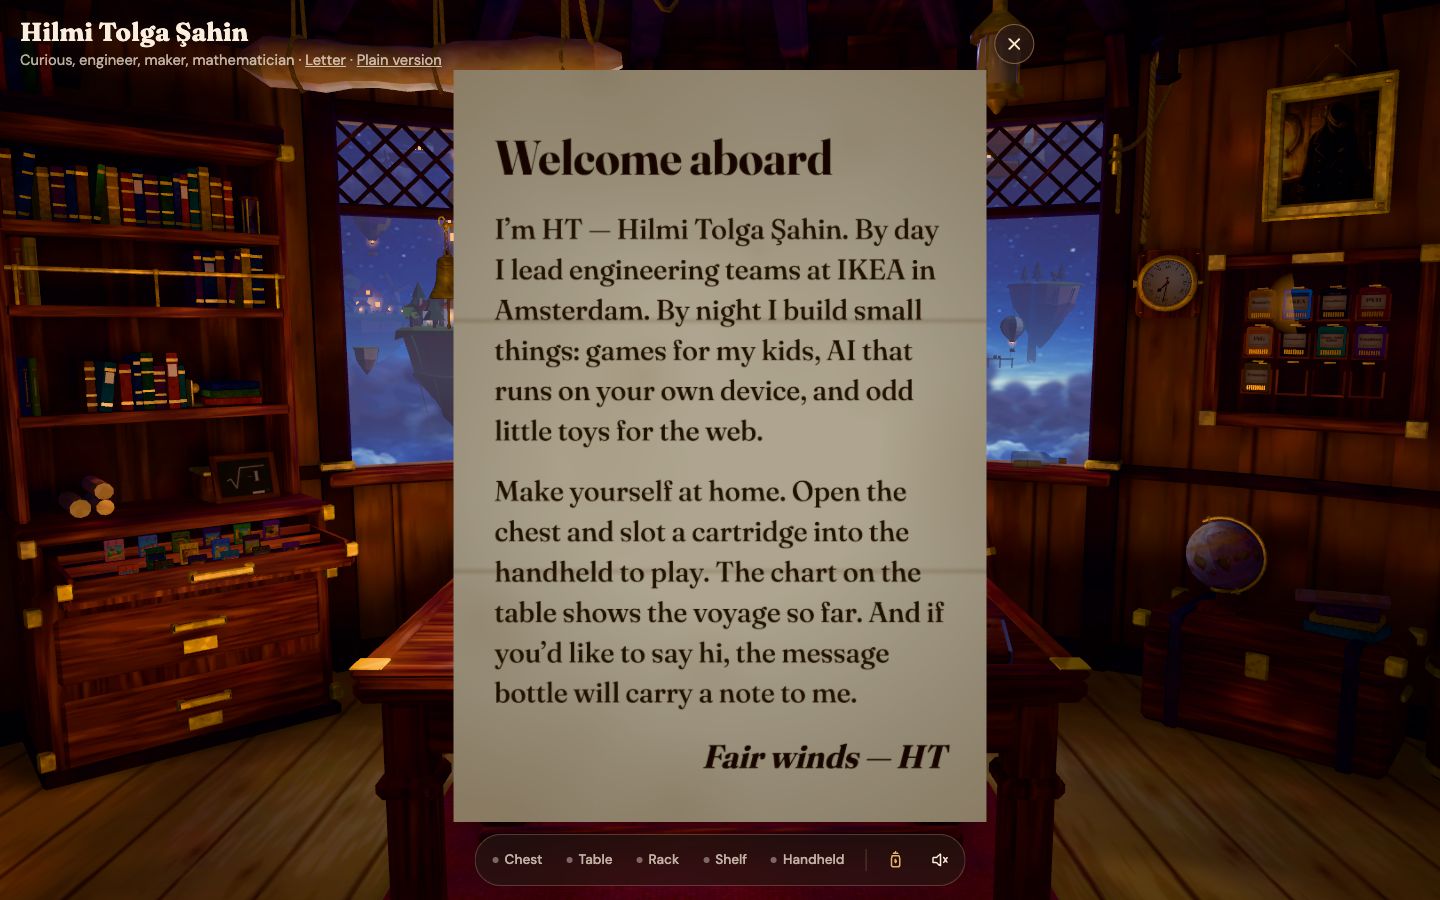 Hilmi Tolga Şahin
Curious, engineer, maker, mathematician · Letter · Plain version
Welcome aboard
I’m HT — Hilmi Tolga Şahin. By day
I lead engineering teams at IKEA in
Amsterdam. By night I build small
things: games for my kids, AI that
runs on your own device, and odd
little toys for the web.
Make yourself at home. Open the
chest and slot a cartridge into the
handheld to play. The chart on the
table shows the voyage so far. And if
you’d like to say hi, the message
bottle will carry a note to me.
Fair winds — HT
√-1
IKEA
Chest
Table
Rack
Shelf
Handheld